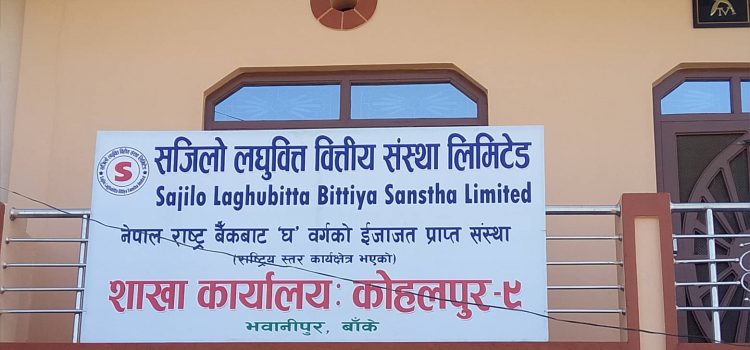 सजिलो लघुवित्त वित्तीय संस्था लिमिटेड
Sajilo Laghubitta Bittiya Sanstha Limited
S
नेपाल राष्ट्र बैंकबाट 'घ' वर्गको ईजाजत प्राप्त संस्था
(राष्ट्रिय स्तर कार्यक्षेत्र भएको)
शाखा कार्यालय: कोहलपुर-९
भवानीपुर, बाँके